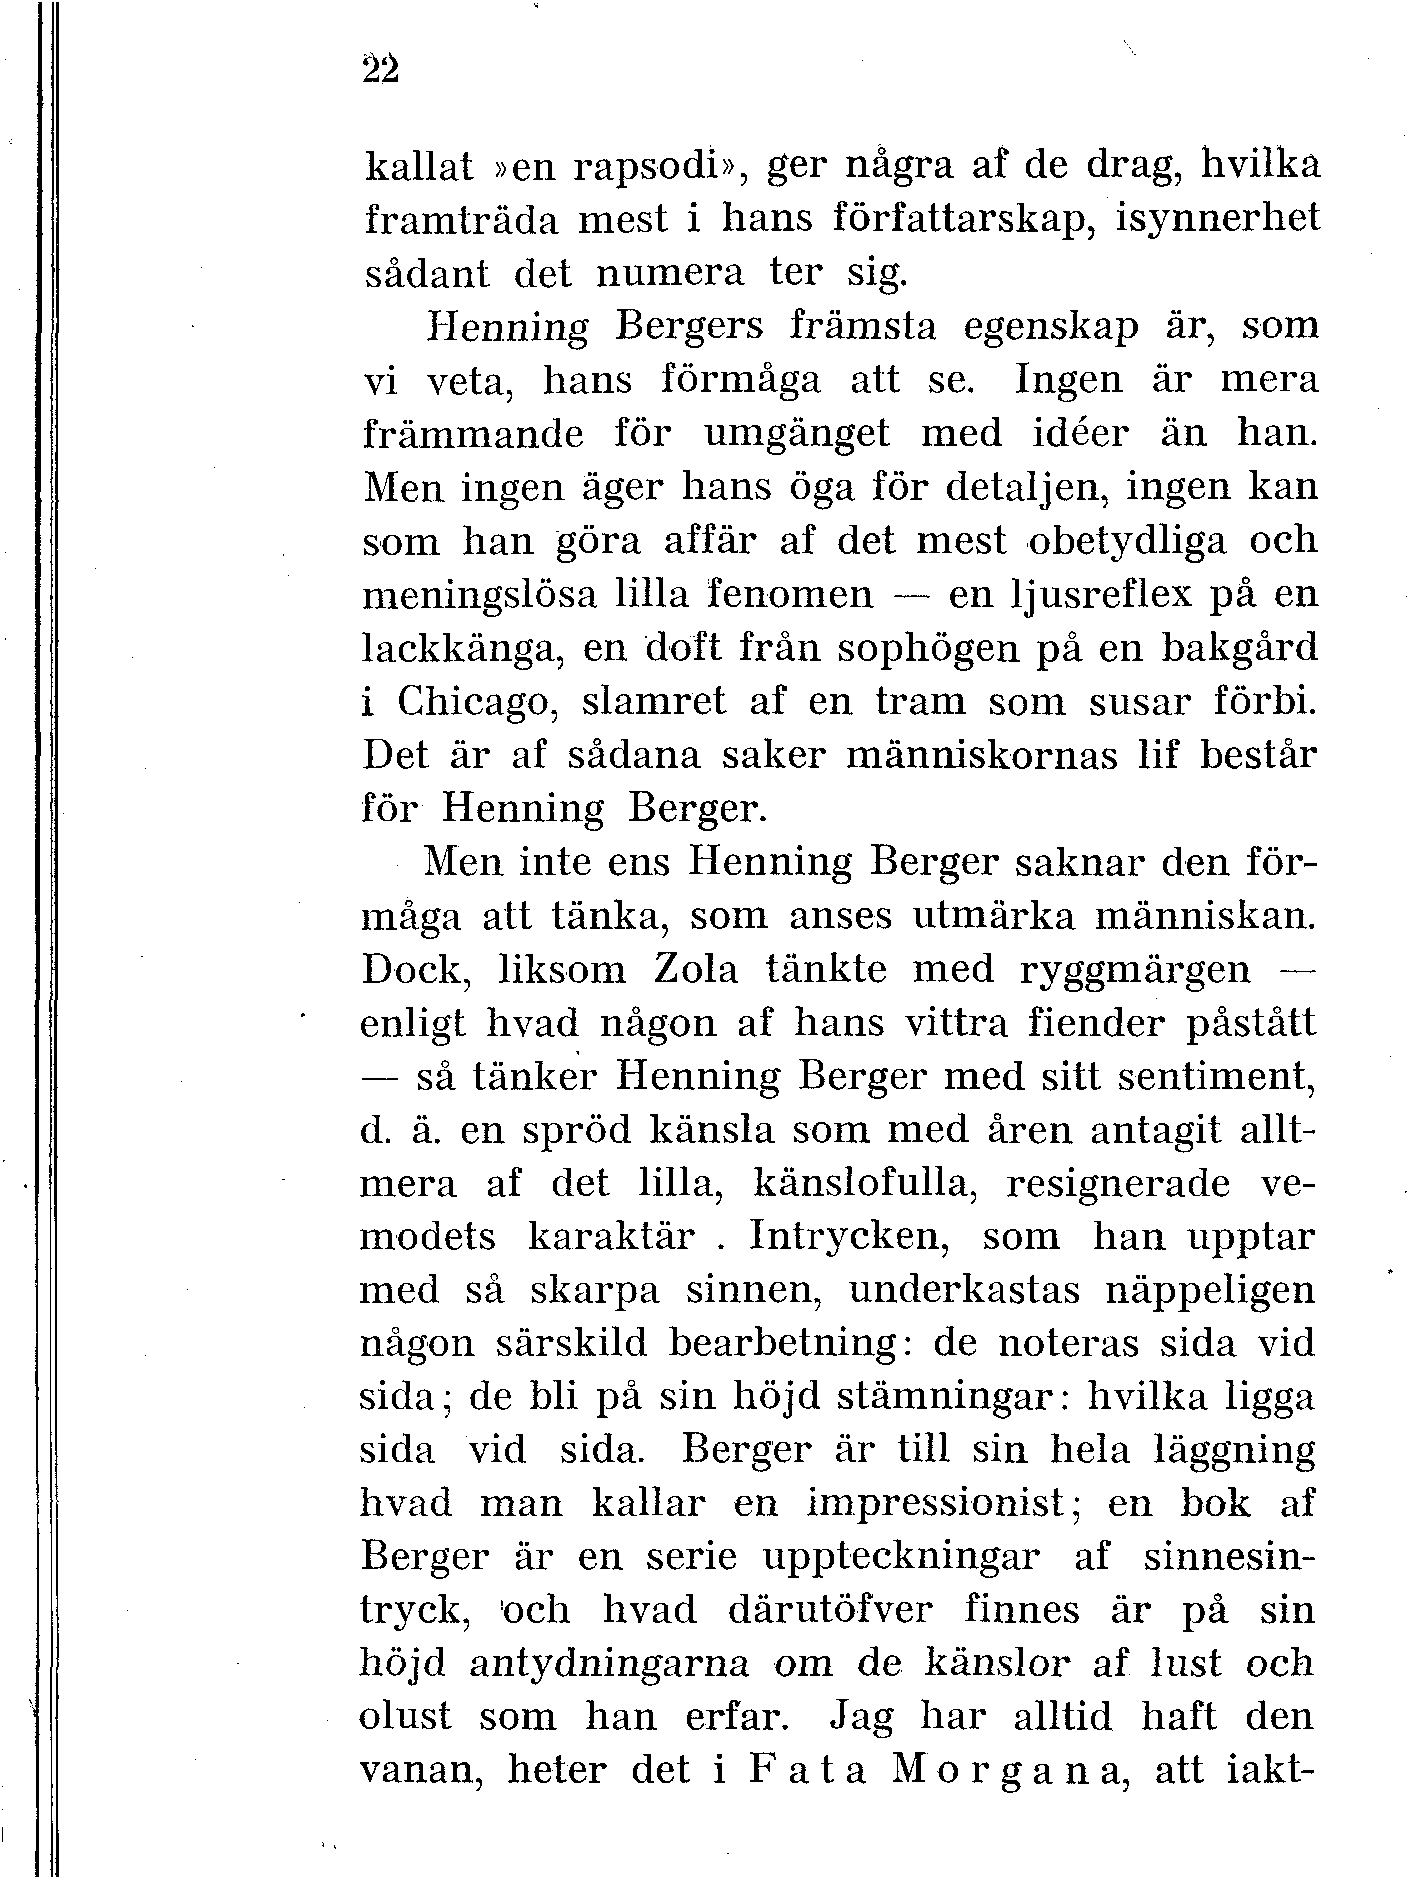 22
kallat »en rapsodi», ger några af de drag, hvilka
framträda mest i hans författarskap, isynnerhet
sådant det numera ter sig.
Henning Bergers främsta egenskap är, som
vi veta, hans förmåga att se. Ingen är mera
främmande för umgänget med idéer än han.
Men ingen äger hans öga för detaljen, ingen kan
som han göra affär af det mest obetydliga och
meningslösa lilla fenomen — en ljusreflex på en
lackkänga, en doft från sophögen på en bakgård
i Chicago, slamret af en tram som susar förbi.
Det är af sådana saker människornas lif består
för Henning Berger.
Men inte ens Henning Berger saknar den för-
måga att tänka, som anses utmärka människan.
Dock, liksom Zola tänkte med ryggmärgen —
enligt hvad någon af hans vittra fiender påstått
— så tänker Henning Berger med sitt sentiment,
d. ä. en spröd känsla som med åren antagit allt-
mera af det lilla, känslofulla, resignerade ve-
modets karaktär . Intrycken, som han upptar
med så skarpa sinnen, underkastas näppeligen
någon särskild bearbetning: de noteras sida vid
sida; de bli på sin höjd stämningar: hvilka ligga
sida vid sida. Berger är till sin hela läggning
hvad man kallar en impressionist; en bok af
Berger är en serie uppteckningar af sinnesin-
tryck, och hvad därutöfver finnes är på sin
höjd antydningarna om de känslor af lust och
olust som han erfar. Jag har alltid haft den
vanan, heter det i Fata Morgana, att iakt-